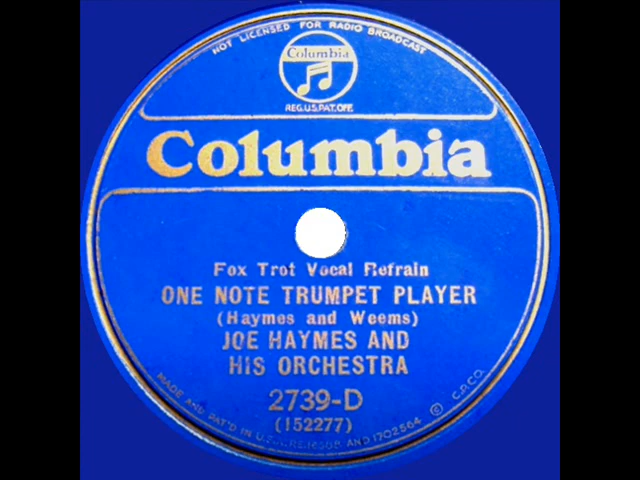 NOT LICENSED FOR RADIO BROADCAST
Columbia
REG.U.S.PAT.OFF.
Columbia
Fox Trot Vocal Refrain
ONE NOTE TRUMPET PLAYER
(Haymes and Weems)
JOE HAYMES AND
HIS ORCHESTRA
2739-D
(152277)
MADE AND PAT'D IN U.S. AND 1702564 © C.P.CO.